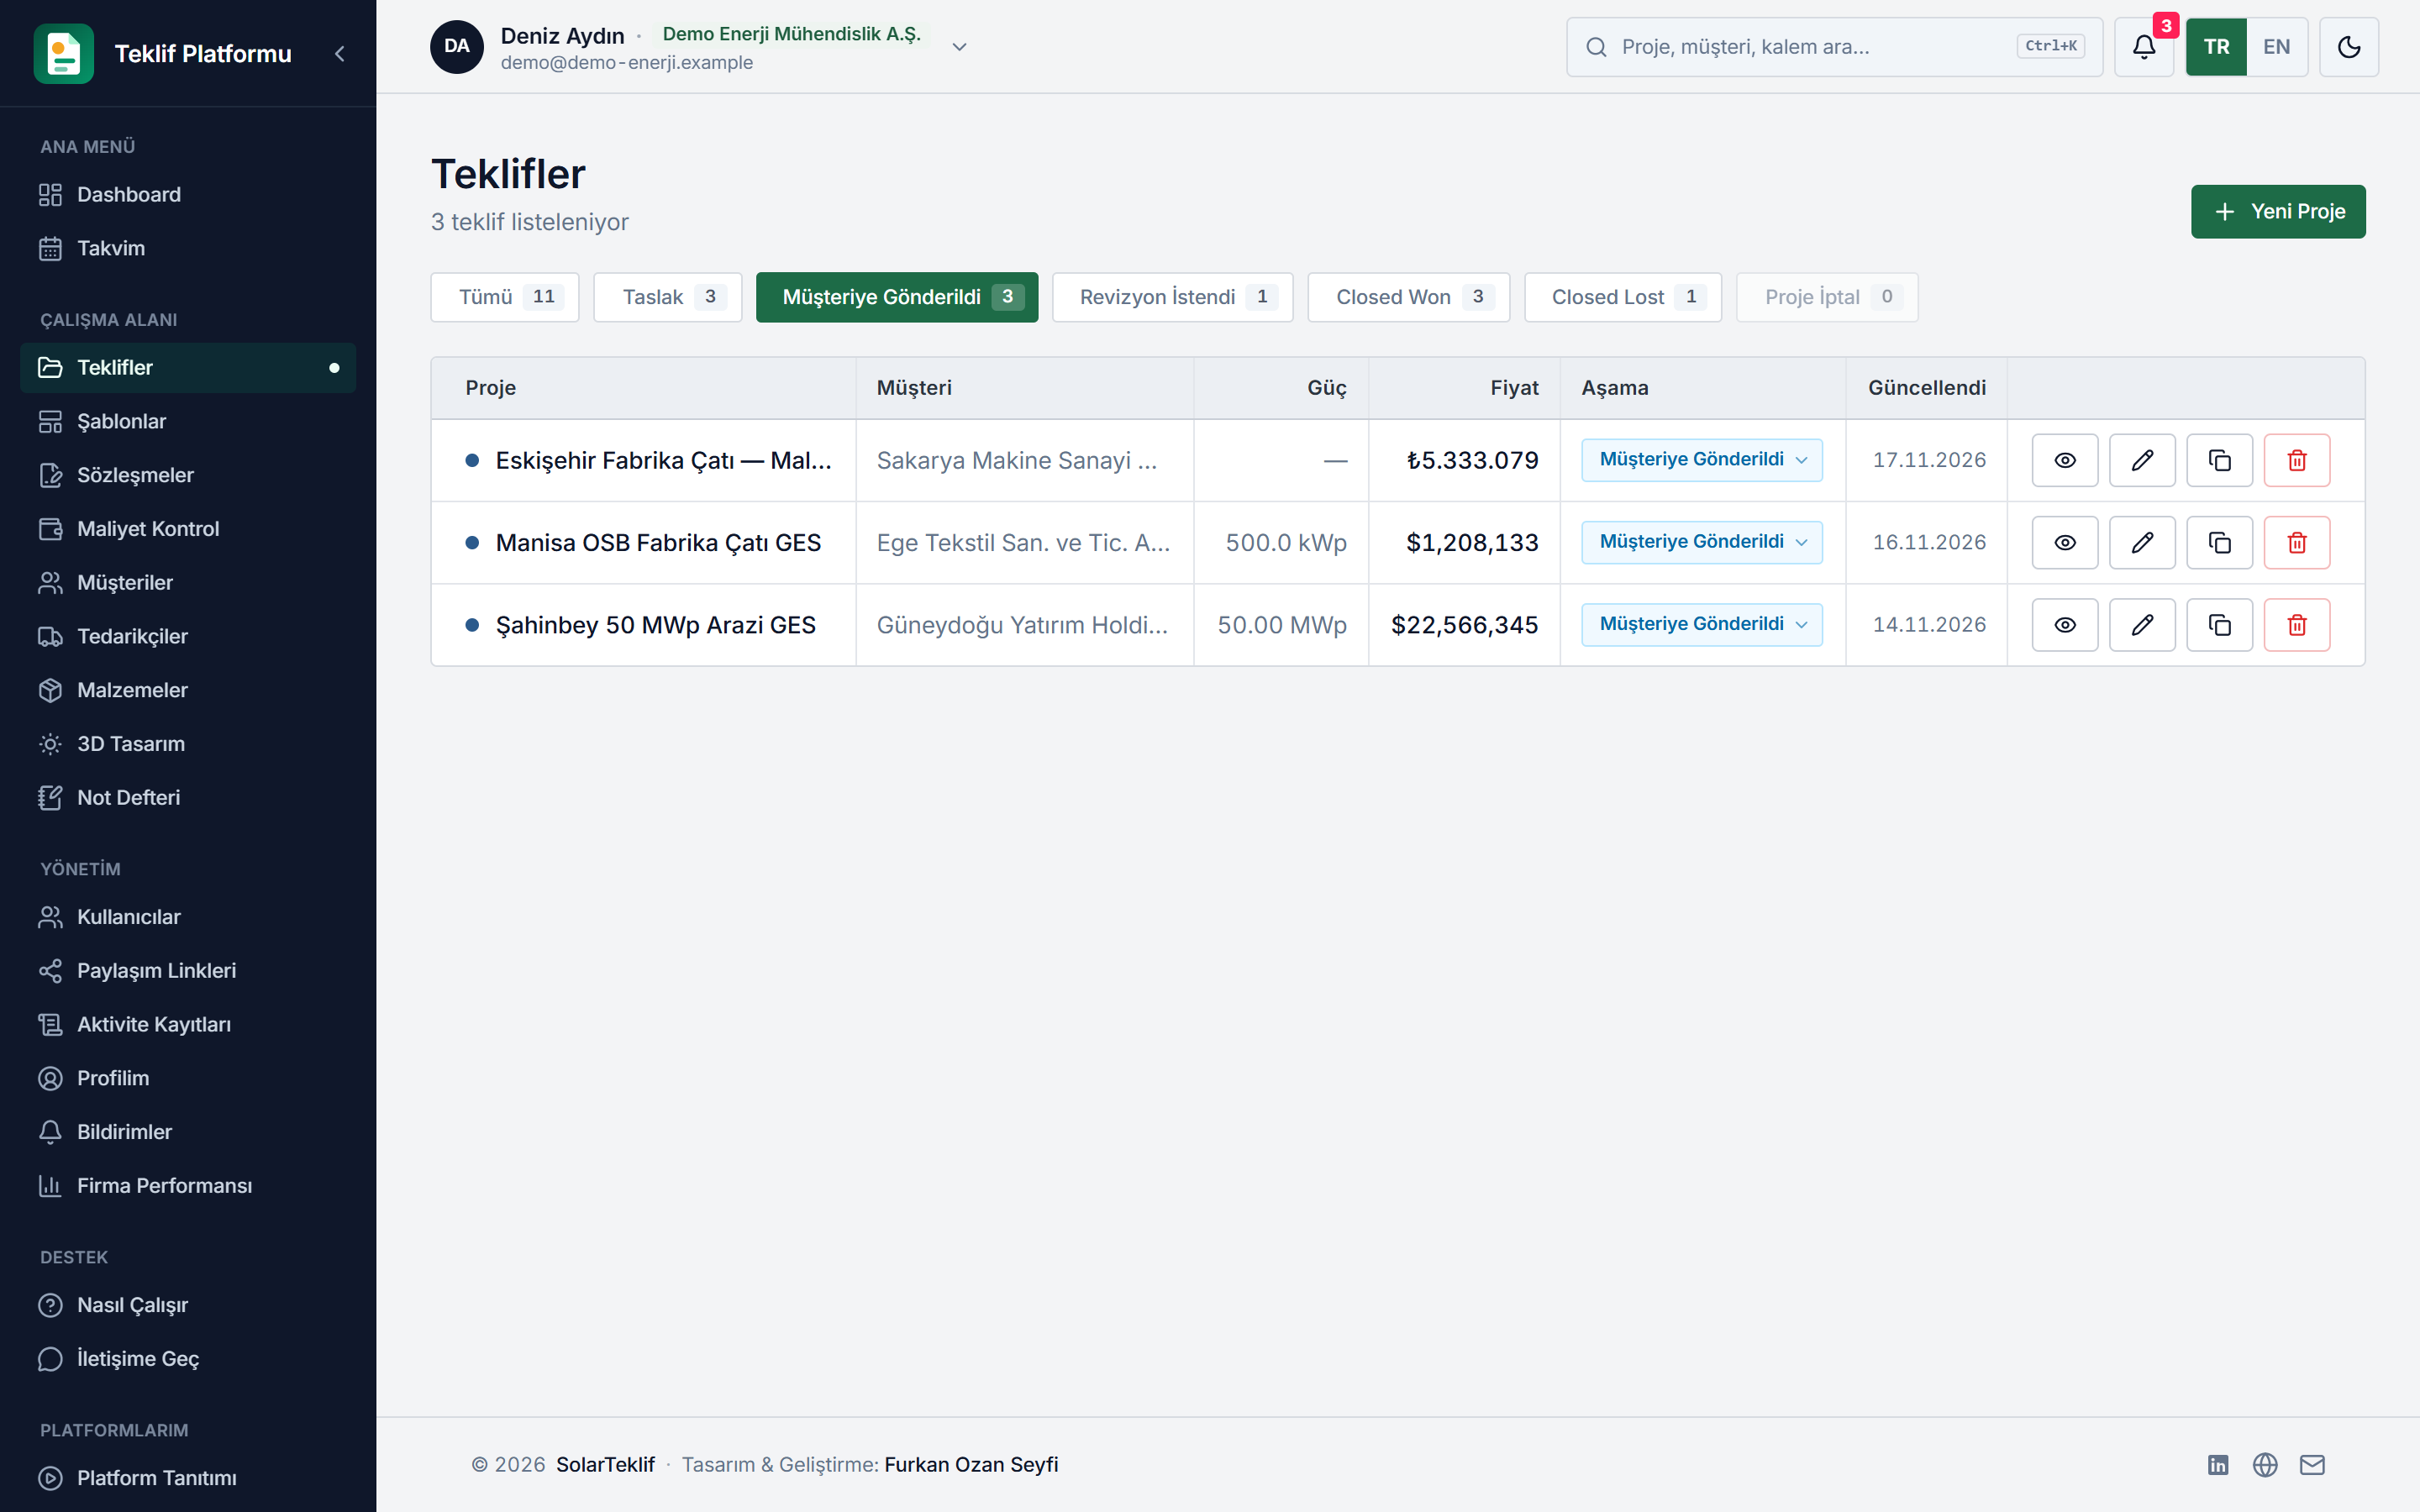 Teklif Platformu
ANA MENÜ
Dashboard
Takvim
ÇALIŞMA ALANI
Teklifler
Şablonlar
Sözleşmeler
Maliyet Kontrol
Müşteriler
Tedarikçiler
Malzemeler
3D Tasarım
Not Defteri
YÖNETİM
Kullanıcılar
Paylaşım Linkleri
Aktivite Kayıtları
Profilim
Bildirimler
Firma Performansı
DESTEK
Nasıl Çalışır
İletişime Geç
PLATFORMLARIM
Platform Tanıtımı
DA
Deniz Aydın · Demo Enerji Mühendislik A.Ş.
demo@demo-enerji.example
Proje, müşteri, kalem ara... Ctrl+K
3
TR EN
Teklifler
3 teklif listeleniyor
Yeni Proje
Tümü 11 Taslak 3 Müşteriye Gönderildi 3 Revizyon İstendi 1 Closed Won 3 Closed Lost 1 Proje İptal 0
Proje Müşteri Güç Fiyat Aşama Güncellendi
Eskişehir Fabrika Çatı — Mal... Sakarya Makine Sanayi ... — ₺5.333.079 Müşteriye Gönderildi 17.11.2026
Manisa OSB Fabrika Çatı GES Ege Tekstil San. ve Tic. A... 500.0 kWp $1,208,133 Müşteriye Gönderildi 16.11.2026
Şahinbey 50 MWp Arazi GES Güneydoğu Yatırım Holdi... 50.00 MWp $22,566,345 Müşteriye Gönderildi 14.11.2026
© 2026 SolarTeklif · Tasarım & Geliştirme: Furkan Ozan Seyfi
in